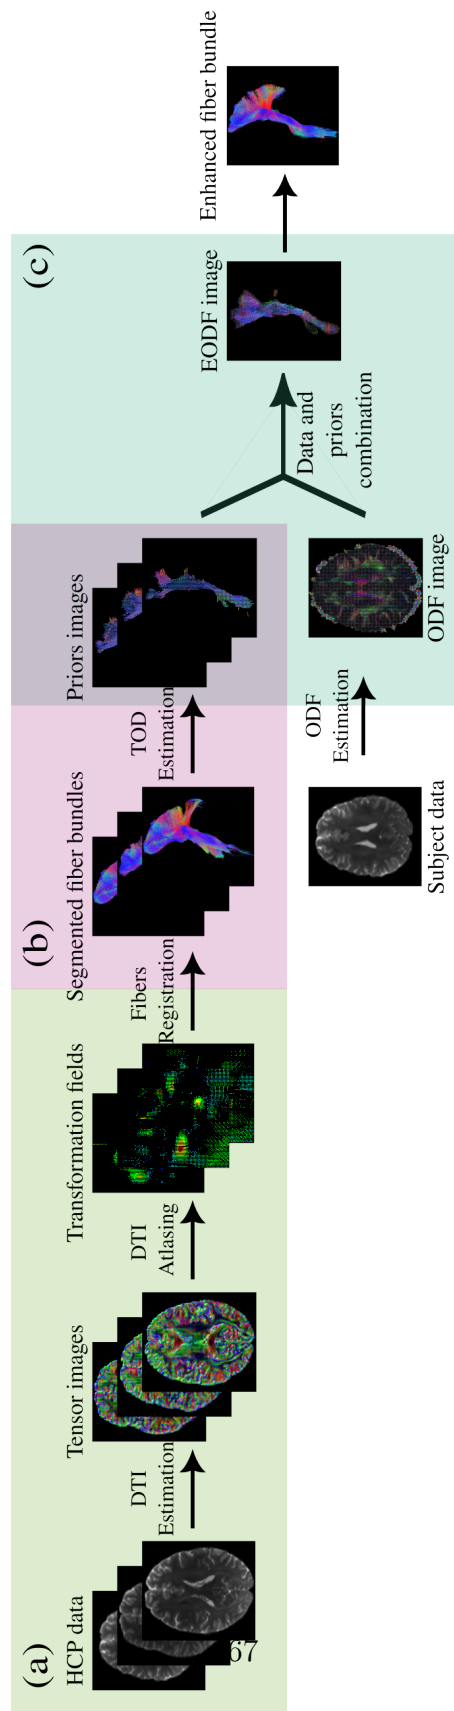 (a)
HCP data
DTI
Estimation
Tensor images
DTI
Atlasing
Transformation fields
Fibers
Registration
(b)
Segmented fiber bundles
TOD
Estimation
Priors images
Subject data
ODF
Estimation
ODF image
(c)
Data and
priors
combination
EODF image
Enhanced fiber bundle
67